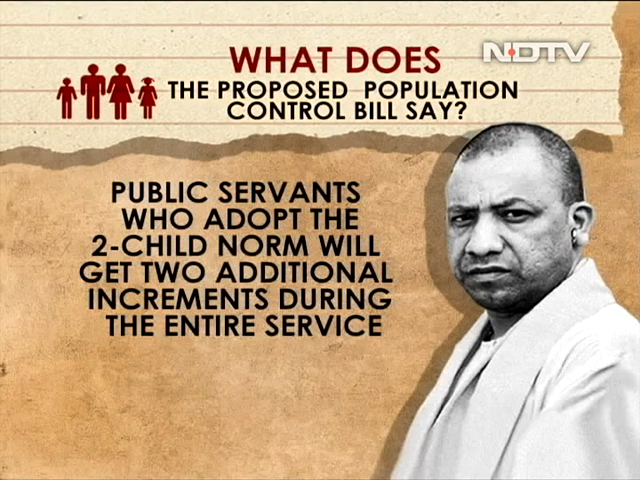 NDTV
WHAT DOES
THE PROPOSED POPULATION
CONTROL BILL SAY?
PUBLIC SERVANTS
WHO ADOPT THE
2-CHILD NORM WILL
GET TWO ADDITIONAL
INCREMENTS DURING
THE ENTIRE SERVICE